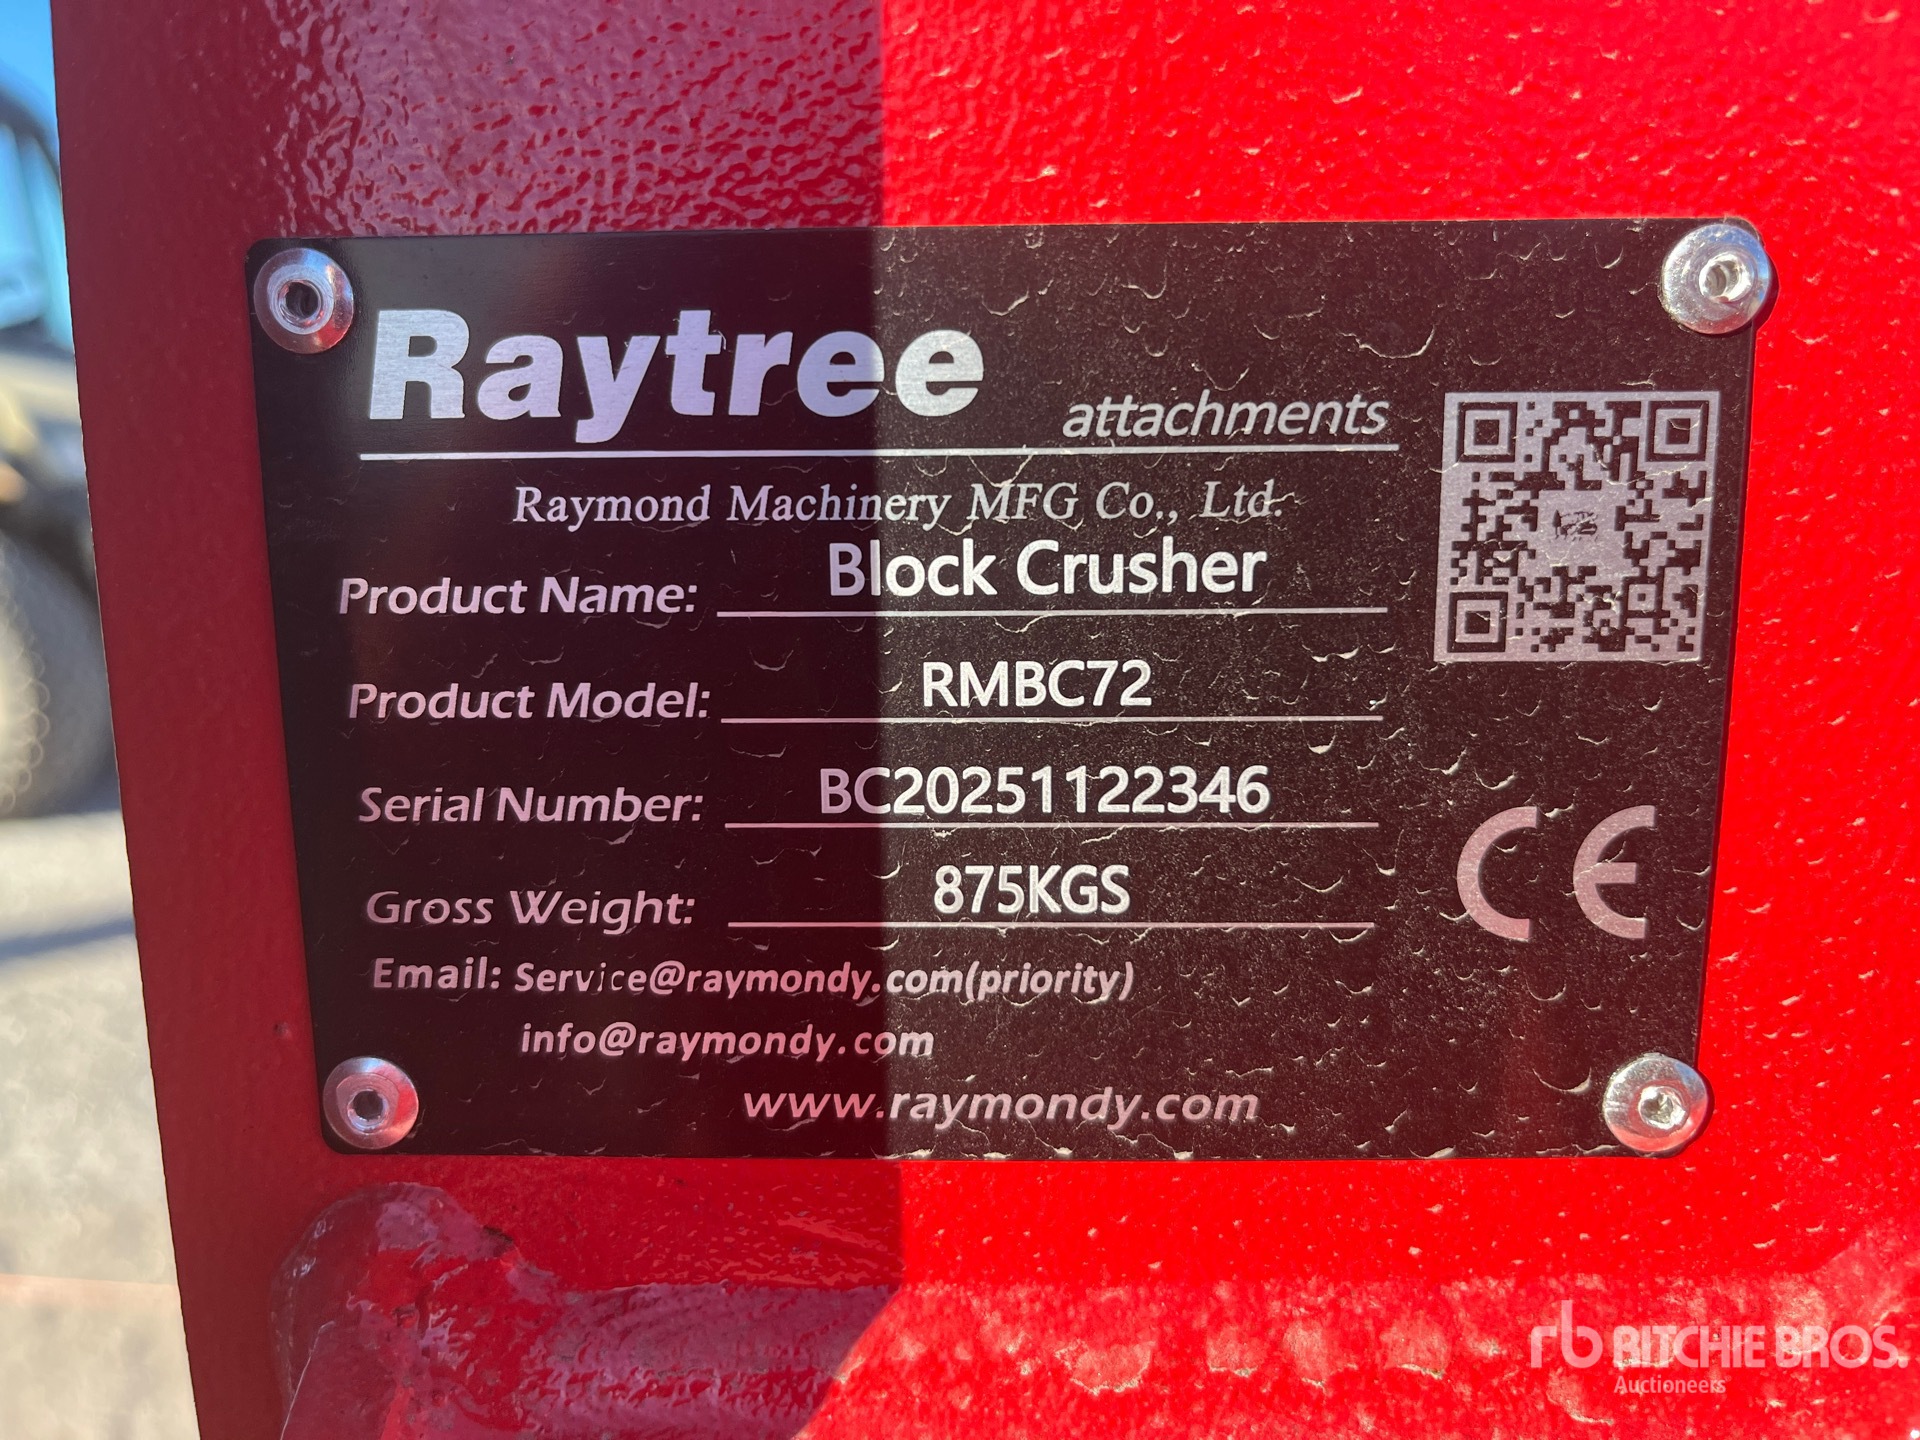 Raytree
attachments
Raymond Machinery MFG Co., Ltd.
Product Name: Block Crusher
Product Model: RMBC72
Serial Number: BC20251122346
Gross Weight: 875KGS
CE
Email: Service@raymondy.com(priority)
info@raymondy.com
www.raymondy.com
rb RITCHIE BROS.
Auctioneers